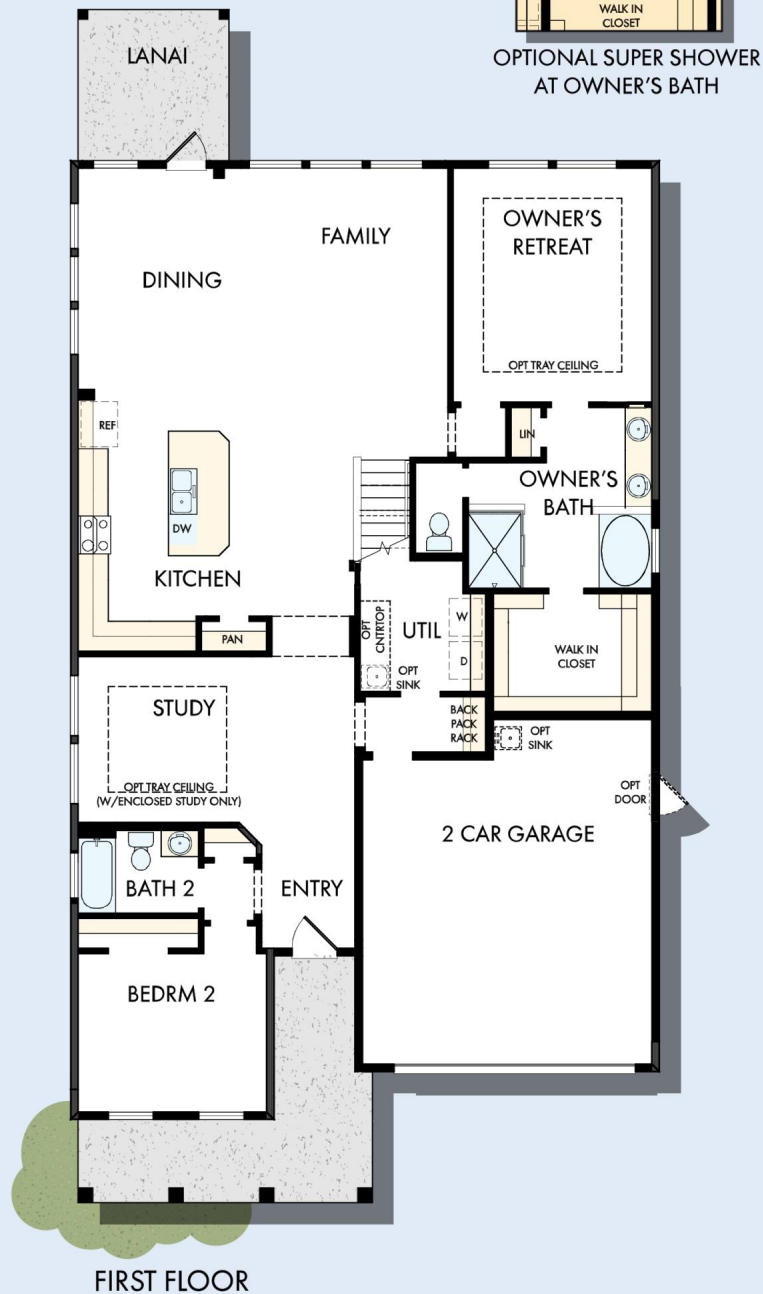 WALK IN
CLOSET
OPTIONAL SUPER SHOWER
AT OWNER'S BATH
LANAI
OWNER'S
RETREAT
FAMILY
DINING
OPT TRAY CEILING
REF
LIN
OWNER'S
BATH
DW
KITCHEN
OPT
CNTRTOP
UTIL
W
D
PAN
WALK IN
CLOSET
OPT
SINK
STUDY
BACK
PACK
RACK
OPT
SINK
OPT TRAY CEILING
(W/ENCLOSED STUDY ONLY)
OPT
DOOR
2 CAR GARAGE
BATH 2
ENTRY
BEDRM 2
FIRST FLOOR